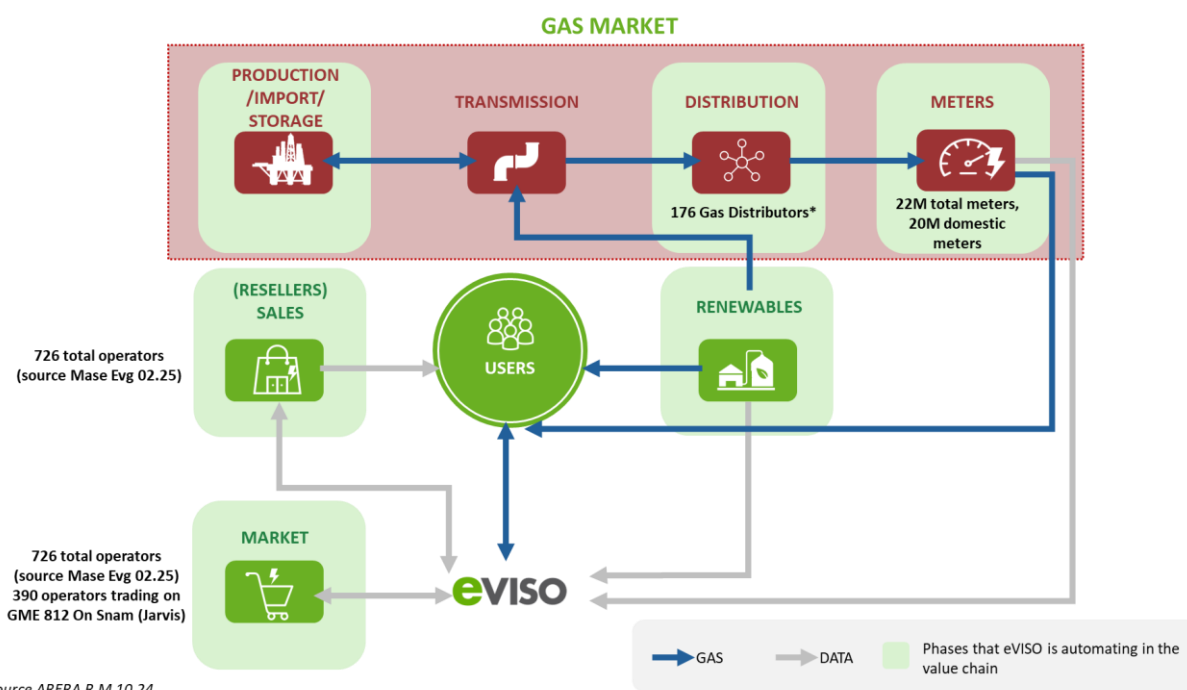 GAS MARKET
PRODUCTION
/IMPORT/
STORAGE
TRANSMISSION
DISTRIBUTION
METERS
176 Gas Distributors*
22M total meters,
20M domestic
meters
(RESELLERS)
SALES
USERS
RENEWABLES
726 total operators
(source Mase Evg 02.25)
MARKET
726 total operators
(source Mase Evg 02.25)
390 operators trading on
GME 812 On Snam (Jarvis)
eVISO
GAS
DATA
Phases that eVISO is automating in the
value chain